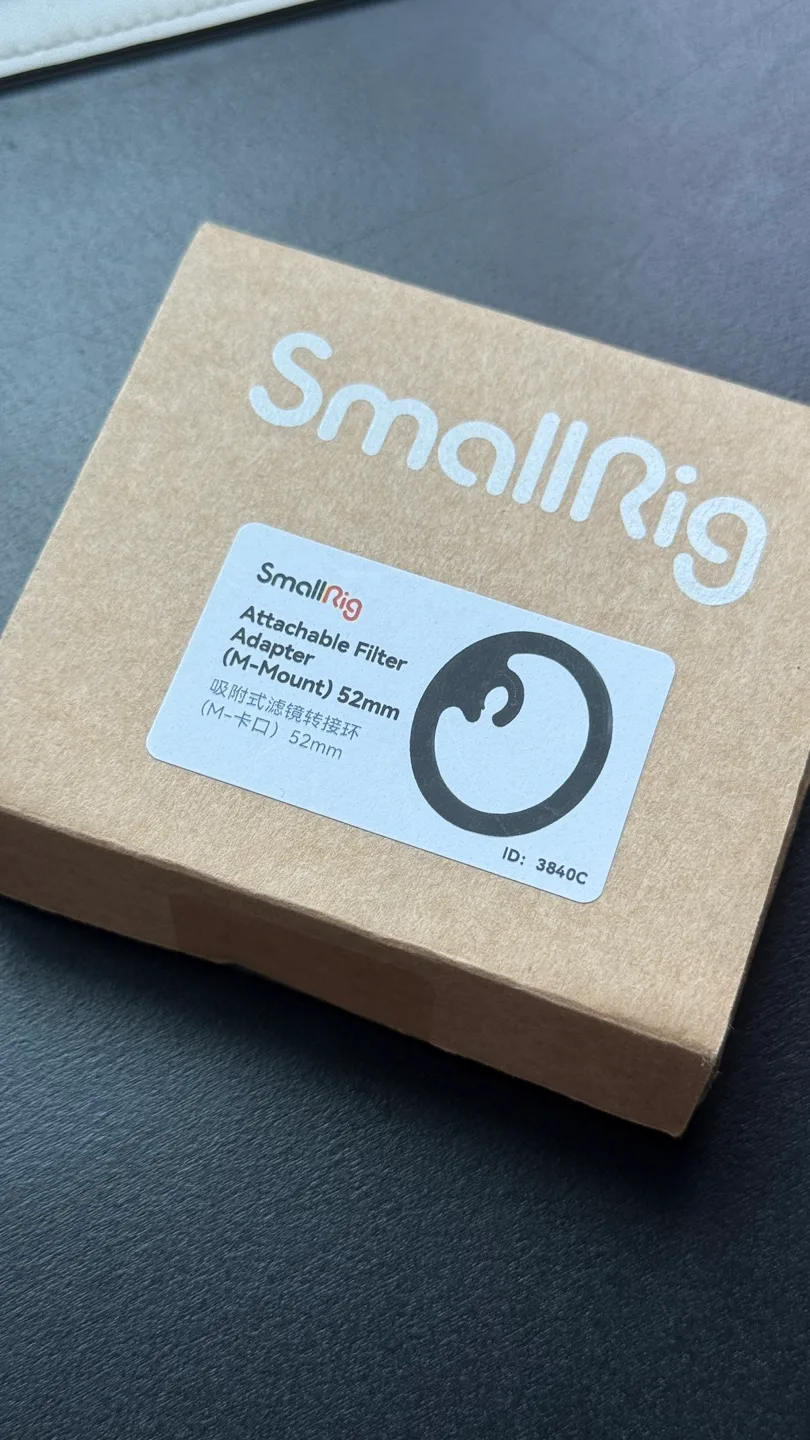 SmallRig
SmallRig
Attachable Filter
Adapter
(M-Mount) 52mm
吸附式滤镜转接环
(M-卡口）52mm
ID：3840C